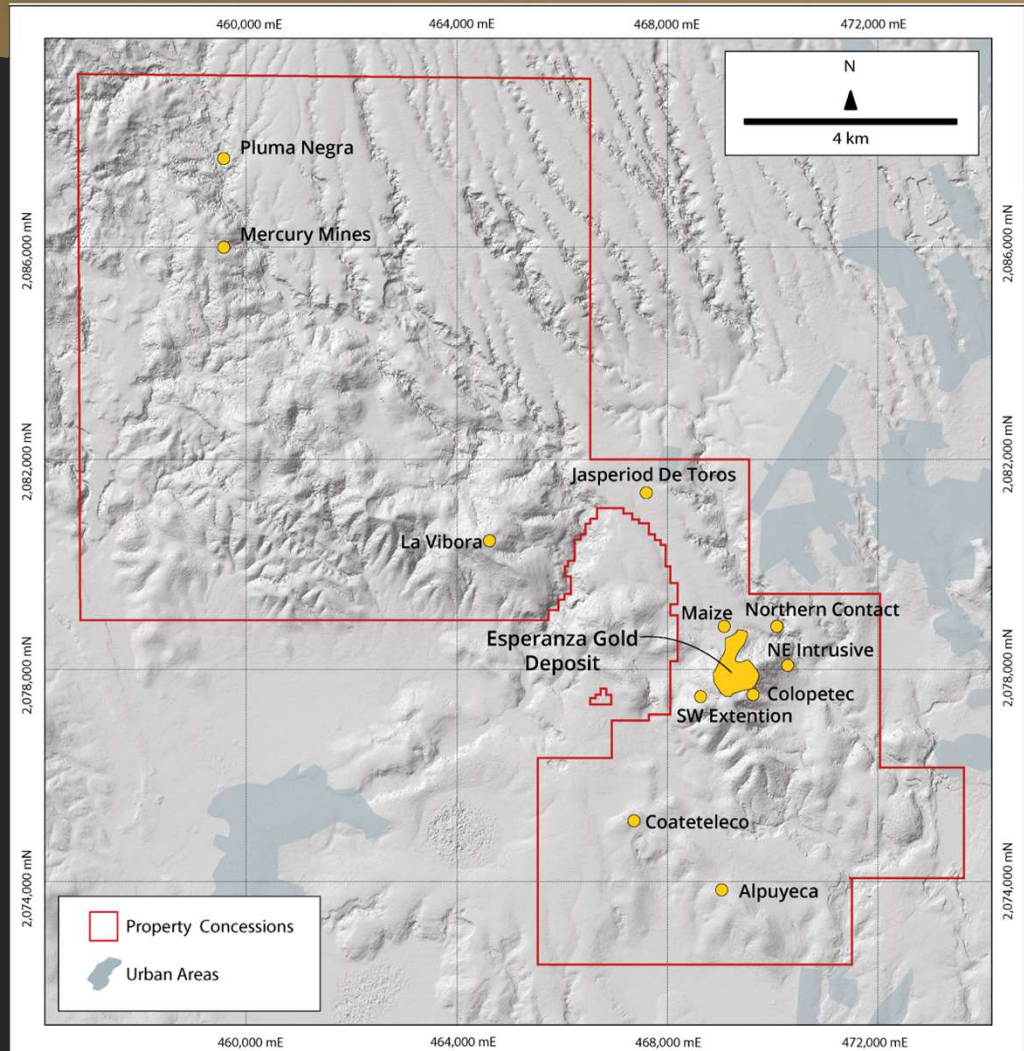 460,000 mE
464,000 mE
468,000 mE
472,000 mE
N
4 km
Pluma Negra
Mercury Mines
2,086,000 mN
2,086,000 mN
2,082,000 mN
2,082,000 mN
Jasperiod De Toros
La Vibora
Maize
Northern Contact
Esperanza Gold
Deposit
NE Intrusive
2,078,000 mN
2,078,000 mN
Colopetec
SW Extention
Coateteleco
Alpuyeca
2,074,000 mN
2,074,000 mN
Property Concessions
Urban Areas
460,000 mE
464,000 mE
468,000 mE
472,000 mE